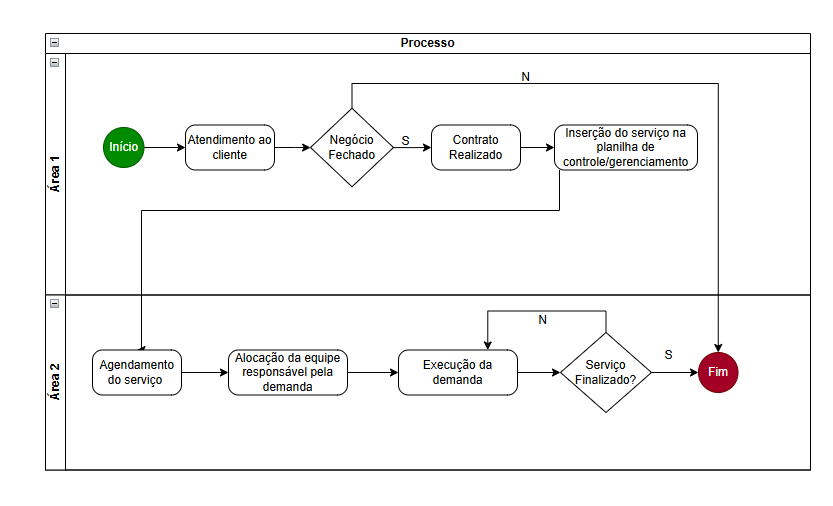 Processo
Área 1
N
Início
Atendimento ao
cliente
Negócio
Fechado
S
Contrato
Realizado
Inserção do serviço na
planilha de
controle/gerenciamento
Área 2
Agendamento
do serviço
Alocação da equipe
responsável pela
demanda
Execução da
demanda
N
Serviço
Finalizado?
S
Fim